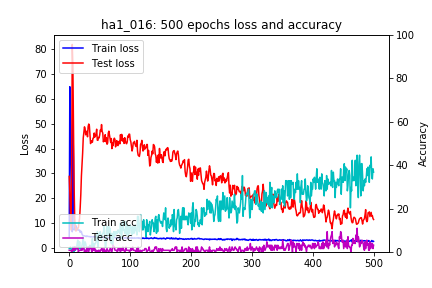 ha1_016: 500 epochs loss and accuracy
Train loss
Test loss
Train acc
Test acc
Loss
80
70
60
50
40
30
20
10
0
Accuracy
100
80
60
40
20
0
0 100 200 300 400 500